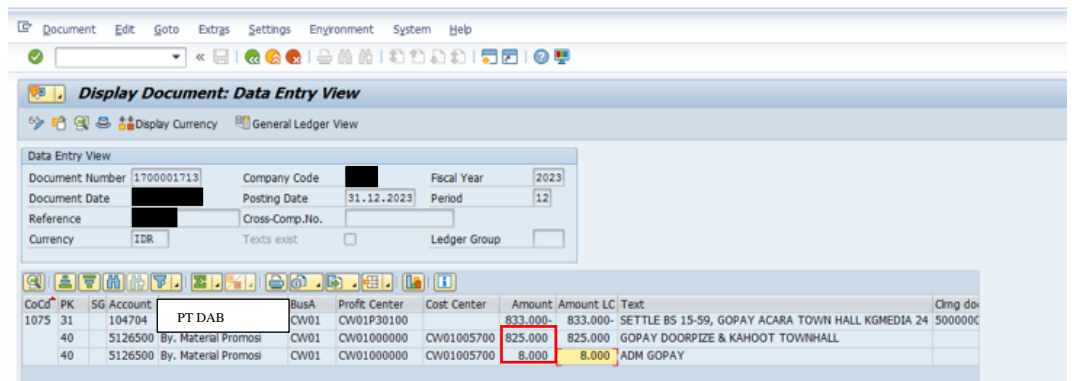 Document Edit Goto Extras Settings Environment System Help
Display Document: Data Entry View
Display Currency General Ledger View
Data Entry View
Document Number 1700001713 Company Code Fiscal Year 2023
Document Date Posting Date 31.12.2023 Period 12
Reference Cross-Comp.No.
Currency IDR Texts exist Ledger Group
CoCd PK SG Account BusA Profit Center Cost Center Amount Amount LC Text Clrng
1075 31 104704 PT DAB CW01 CW01P30100 833.000- 833.000- SETTLE BS 15-59, GOPAY ACARA TOWN HALL KGMEDIA 24
40 5126500 By. Material Promosi CW01 CW01000000 CW01005700 825.000 825.000 GOPAY DOORPIZE & KAHOOT TOWNHALL
40 5126500 By. Material Promosi CW01 CW01000000 CW01005700 8.000 8.000 ADM GOPAY